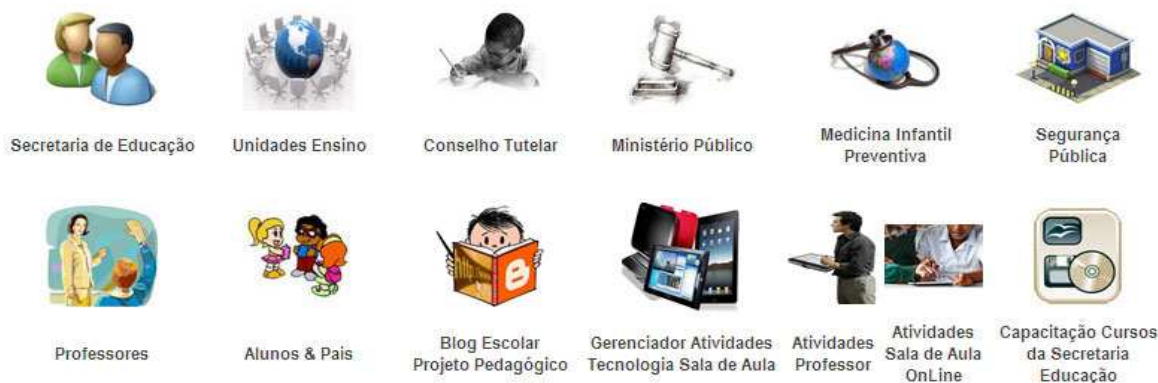 Secretaria de Educação
Unidades Ensino
Conselho Tutelar
Ministério Público
Medicina Infantil
Preventiva
Segurança
Pública
Professores
Alunos & Pais
Blog Escolar
Projeto Pedagógico
Gerenciador Atividades
Tecnologia Sala de Aula
Atividades
Professor
Atividades
Sala de Aula
OnLine
Capacitação Cursos
da Secretaria
Educação